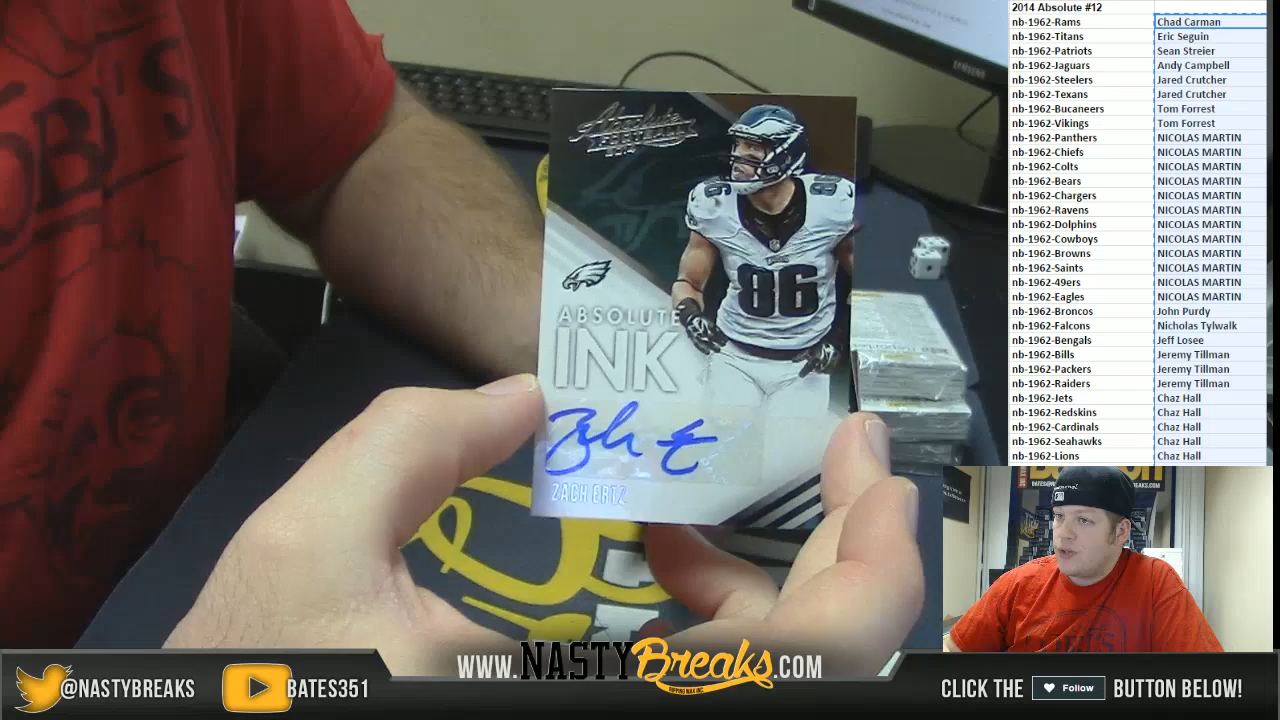 2014 Absolute #12
nb-1962-Rams Chad Carman
nb-1962-Titans Eric Seguin
nb-1962-Patriots Sean Streier
nb-1962-Jaguars Andy Campbell
nb-1962-Steelers Jared Crutcher
nb-1962-Texans Jared Crutcher
nb-1962-Bucaneers Tom Forrest
nb-1962-Vikings Tom Forrest
nb-1962-Panthers NICOLAS MARTIN
nb-1962-Chiefs NICOLAS MARTIN
nb-1962-Colts NICOLAS MARTIN
nb-1962-Bears NICOLAS MARTIN
nb-1962-Chargers NICOLAS MARTIN
nb-1962-Ravens NICOLAS MARTIN
nb-1962-Dolphins NICOLAS MARTIN
nb-1962-Cowboys NICOLAS MARTIN
nb-1962-Browns NICOLAS MARTIN
nb-1962-Saints NICOLAS MARTIN
nb-1962-49ers NICOLAS MARTIN
nb-1962-Eagles NICOLAS MARTIN
nb-1962-Broncos John Purdy
nb-1962-Falcons Nicholas Tylwalk
nb-1962-Bengals Jeff Losee
nb-1962-Bills Jeremy Tillman
nb-1962-Packers Jeremy Tillman
nb-1962-Raiders Jeremy Tillman
nb-1962-Jets Chaz Hall
nb-1962-Redskins Chaz Hall
nb-1962-Cardinals Chaz Hall
nb-1962-Seahawks Chaz Hall
nb-1962-Lions Chaz Hall
SAMSUNG
Absolute
FOOTBALL
2014
86
86
86
ABSOLUTE
INK
ZACH ERTZ
@NASTYBREAKS
BATES351
WWW.NASTYBreaks.COM
RIPPING WAX INC.
CLICK THE Follow BUTTON BELOW!